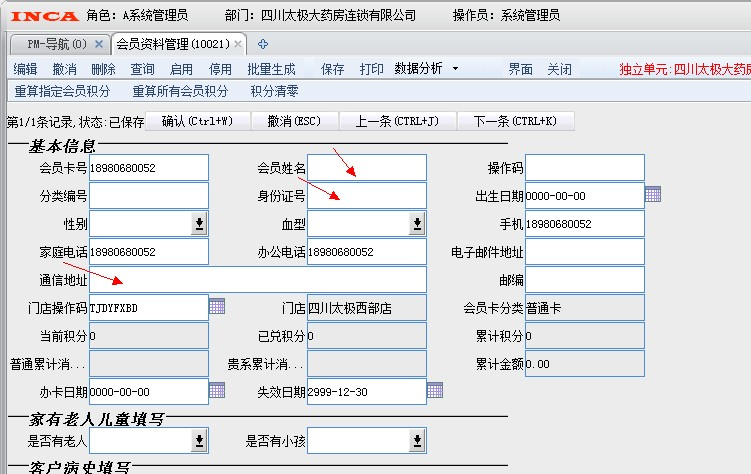 INCA 角色: A系统管理员 部门: 四川太极大药房连锁有限公司 操作员: 系统管理员
PM-导航(0) × 会员资料管理(10021) ×
编辑 撤消 删除 查询 启用 停用 批量生成 保存 打印 数据分析 界面 关闭 独立单元:四川太极大药房
重算指定会员积分 重算所有会员积分 积分清零
第1/1条记录,状态:已保存 确认(Ctrl+W) 撤消(ESC) 上一条(CTRL+J) 下一条(CTRL+K)
基本信息
会员卡号 18980680052 会员姓名 操作码
分类编号 身份证号 出生日期 0000-00-00
性别 血型 手机 18980680052
家庭电话 18980680052 办公电话 18980680052 电子邮件地址
通信地址 邮编
门店操作码 TJDYFXBD 门店 四川太极西部店 会员卡分类 普通卡
当前积分 0 已兑积分 0 累计积分 0
普通累计消... 贵系累计消... 累计金额 0.00
办卡日期 0000-00-00 失效日期 2999-12-30
家有老人儿童填写
是否有老人 是否有小孩
客户病史填写